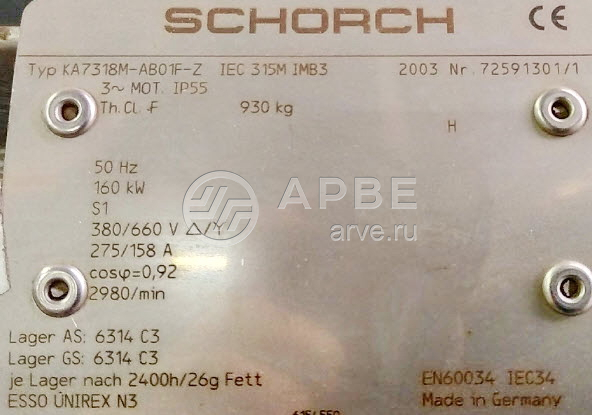 SCHORCH CE
Typ KA7318M-AB01F-Z IEC 315M IMB3 2003 Nr. 72591301/1
3~ MOT. IP55
Th.Cl. F 930 kg
H
50 Hz
160 kW
S1
380/660 V △/Y
275/158 A
cosφ=0,92
2980/min
АРВЕ
arve.ru
Lager AS: 6314 C3
Lager GS: 6314 C3
je Lager nach 2400h/26g Fett
ESSO ÚNIREX N3
EN60034 IEC34
Made in Germany